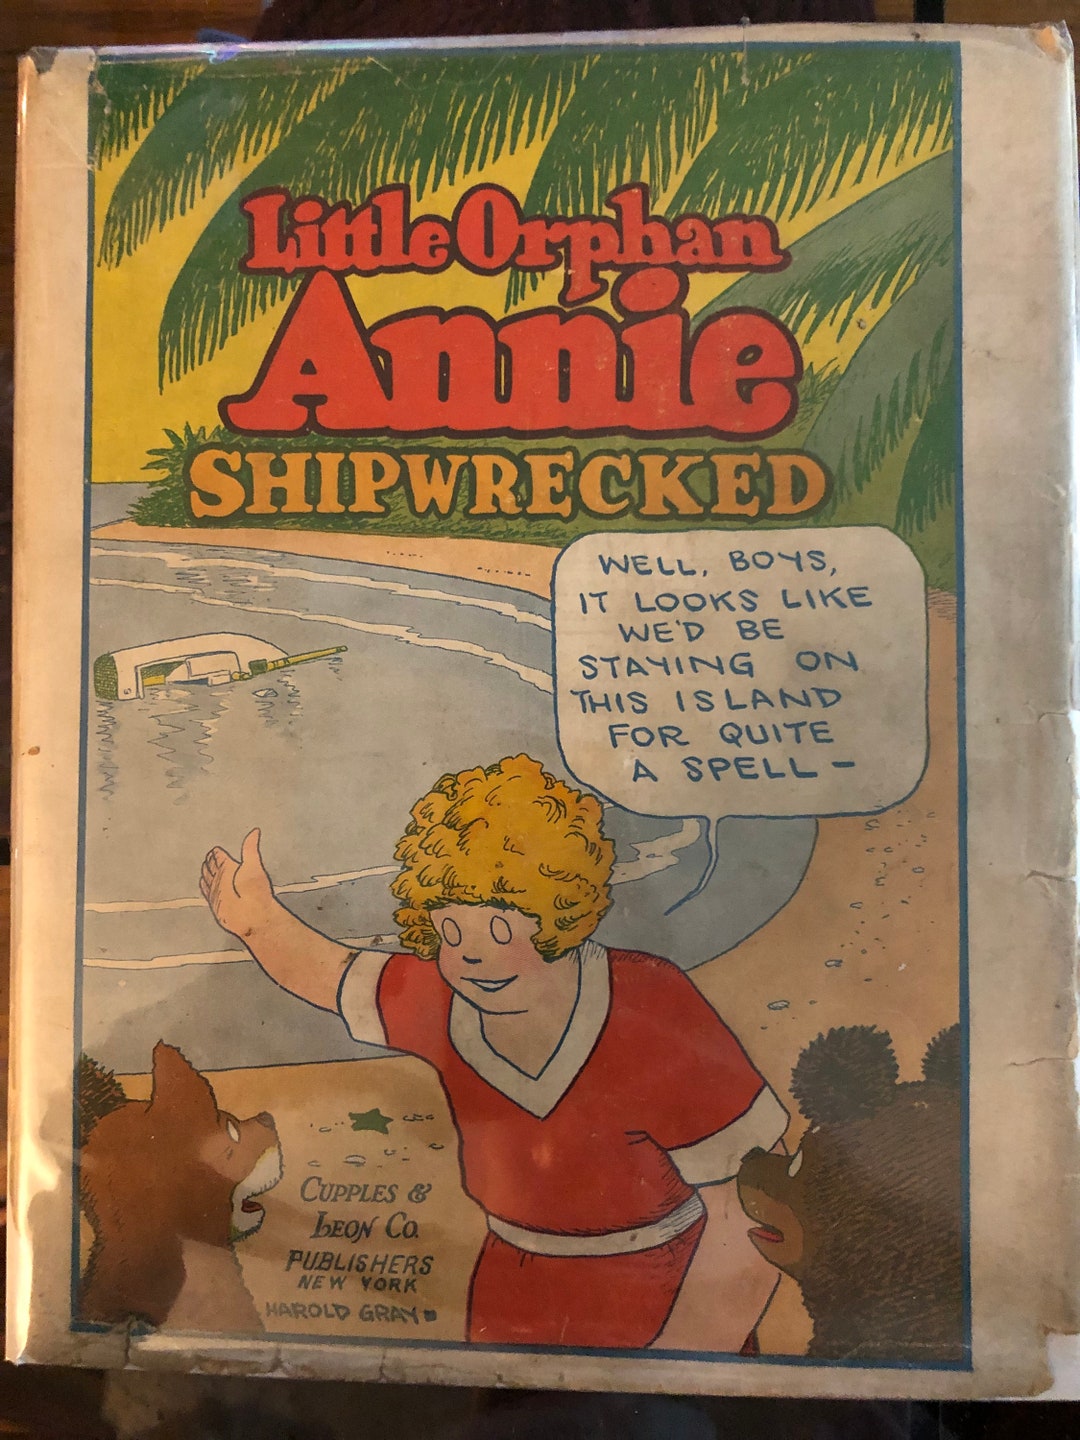 Little Orphan
Annie
SHIPWRECKED
WELL, BOYS,
IT LOOKS LIKE
WE'D BE
STAYING ON
THIS ISLAND
FOR QUITE
A SPELL —
CUPPLES &
LEON CO.
PUBLISHERS
NEW YORK
HAROLD GRAY